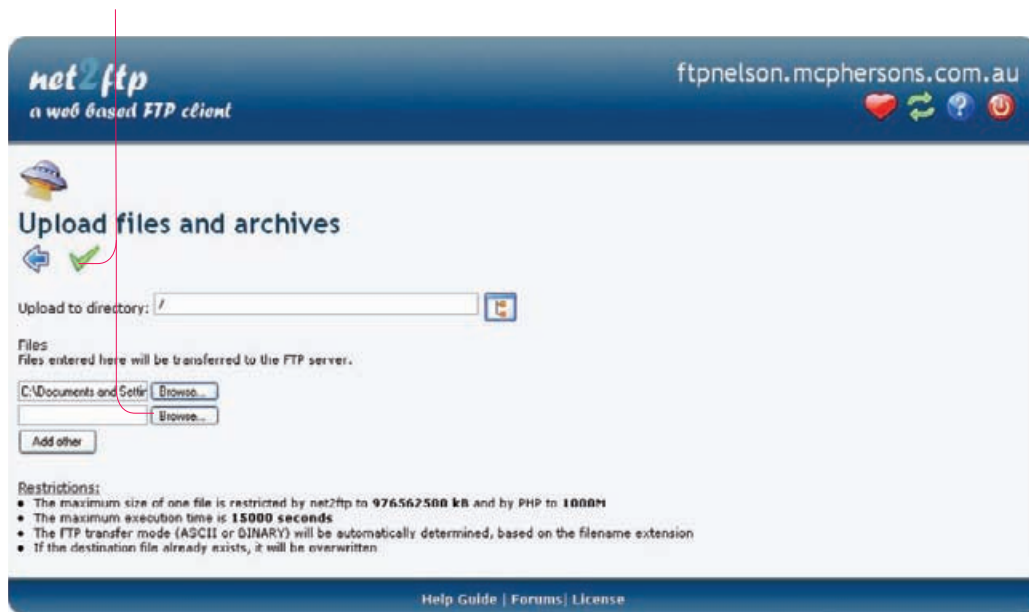 net2ftp
a web based FTP client
ftpnelson.mcphersons.com.au
Upload files and archives
Upload to directory: /
Files
Files entered here will be transferred to the FTP server.
C:\Documents and Settin Browse...
Browse...
Add other
Restrictions:
• The maximum size of one file is restricted by net2ftp to 976562500 kB and by PHP to 1000M
• The maximum execution time is 15000 seconds
• The FTP transfer mode (ASCII or BINARY) will be automatically determined, based on the filename extension
• If the destination file already exists, it will be overwritten
Help Guide | Forums| License